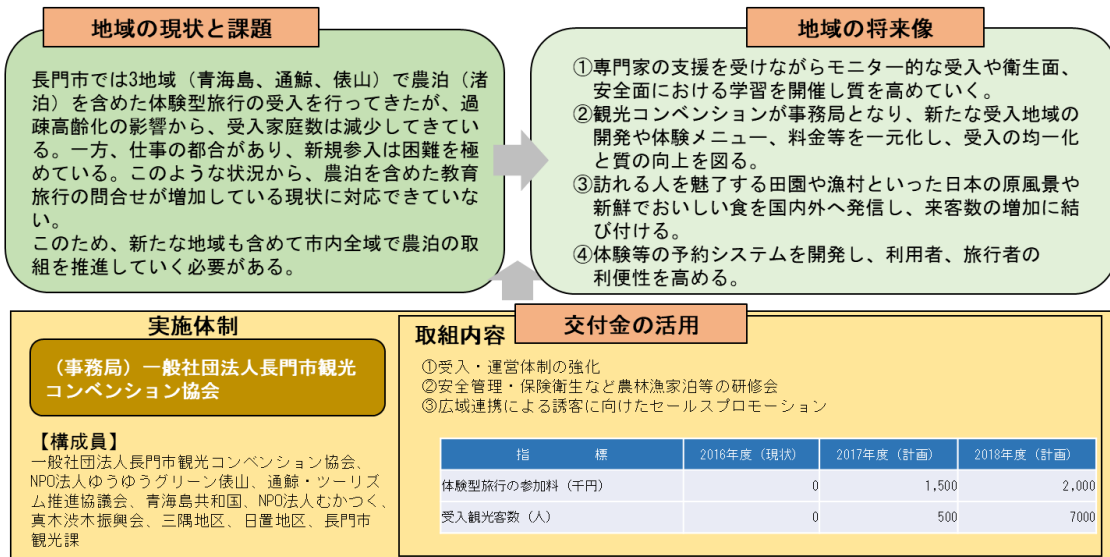 地域の現状と課題
長門市では3地域（青海島、通鯨、俵山）で農泊（渚
泊）を含めた体験型旅行の受入を行ってきたが、過
疎高齢化の影響から、受入家庭数は減少してきてい
る。一方、仕事の都合があり、新規参入は困難を極
めている。このような状況から、農泊を含めた教育
旅行の問合せが増加している現状に対応できていな
い。
このため、新たな地域も含めて市内全域で農泊の取
組を推進していく必要がある。
地域の将来像
①専門家の支援を受けながらモニター的な受入や衛生面、
安全面における学習を開催し質を高めていく。
②観光コンベンションが事務局となり、新たな受入地域の
開発や体験メニュー、料金等を一元化し、受入の均一化
と質の向上を図る。
③訪れる人を魅了する田園や漁村といった日本の原風景や
新鮮でおいしい食を国内外へ発信し、来客数の増加に結
び付ける。
④体験等の予約システムを開発し、利用者、旅行者の
利便性を高める。
実施体制
（事務局）一般社団法人長門市観光
コンベンション協会
【構成員】
一般社団法人長門市観光コンベンション協会、
NPO法人ゆうゆうグリーン俵山、通鯨・ツーリズ
ム推進協議会、青海島共和国、NPO法人むかつく、
真木渋木振興会、三隅地区、日置地区、長門市
観光課
交付金の活用
取組内容
①受入・運営体制の強化
②安全管理・保険衛生など農林漁家泊等の研修会
③広域連携による誘客に向けたセールスプロモーション
指　標 2016年度（現状） 2017年度（計画） 2018年度（計画）
体験型旅行の参加料（千円） 0 1,500 2,000
受入観光客数（人） 0 500 7000